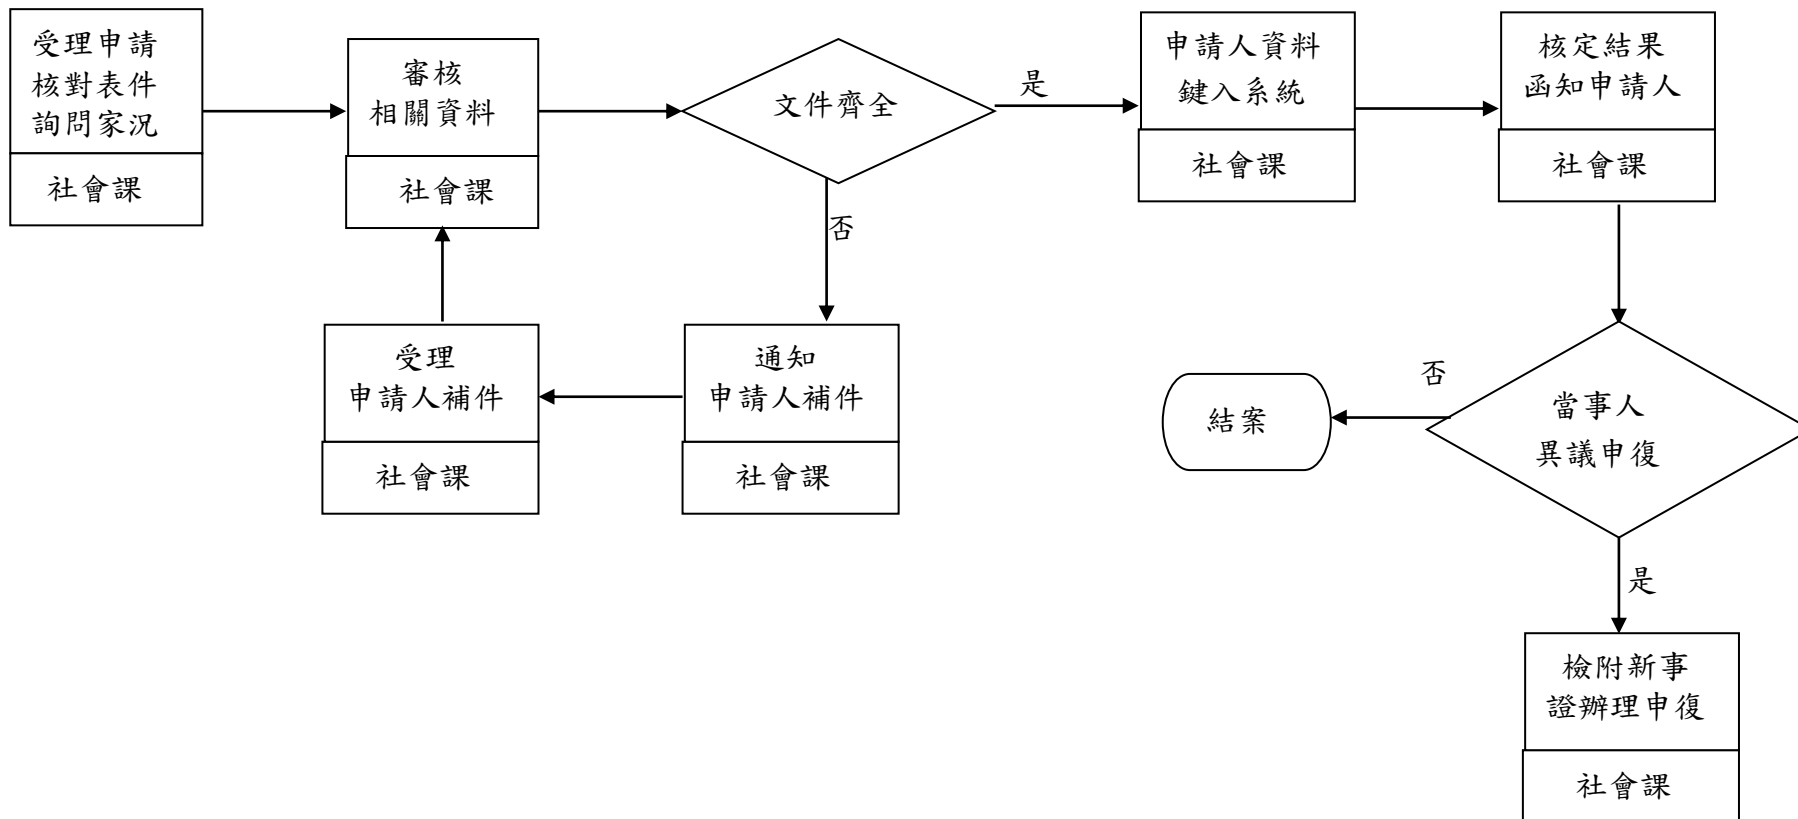 受理申請
核對表件
詢問家況
社會課
審核
相關資料
社會課
文件齊全
是
申請人資料
鍵入系統
社會課
核定結果
函知申請人
社會課
否
受理
申請人補件
社會課
通知
申請人補件
社會課
結案
否
當事人
異議申復
是
檢附新事
證辦理申復
社會課